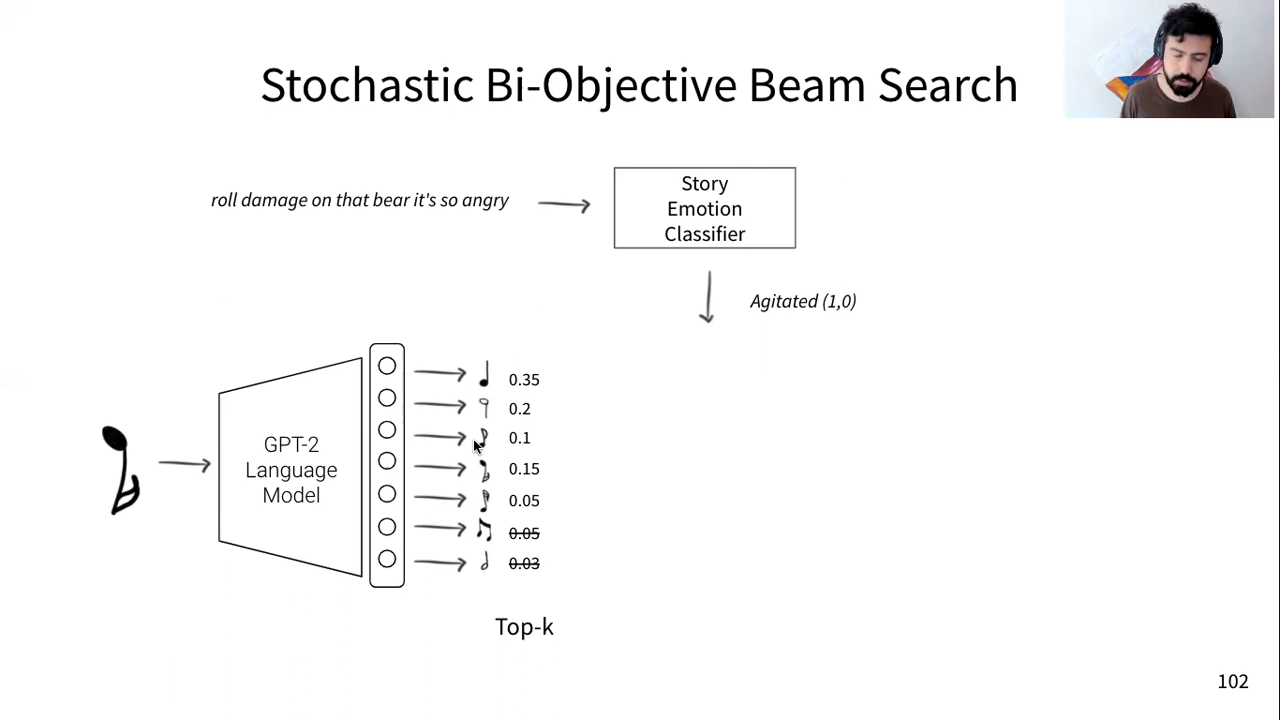 Stochastic Bi-Objective Beam Search
roll damage on that bear it's so angry
Story
Emotion
Classifier
Agitated (1,0)
GPT-2
Language
Model
0.35
0.2
0.1
0.15
0.05
0.05
0.03
Top-k
102